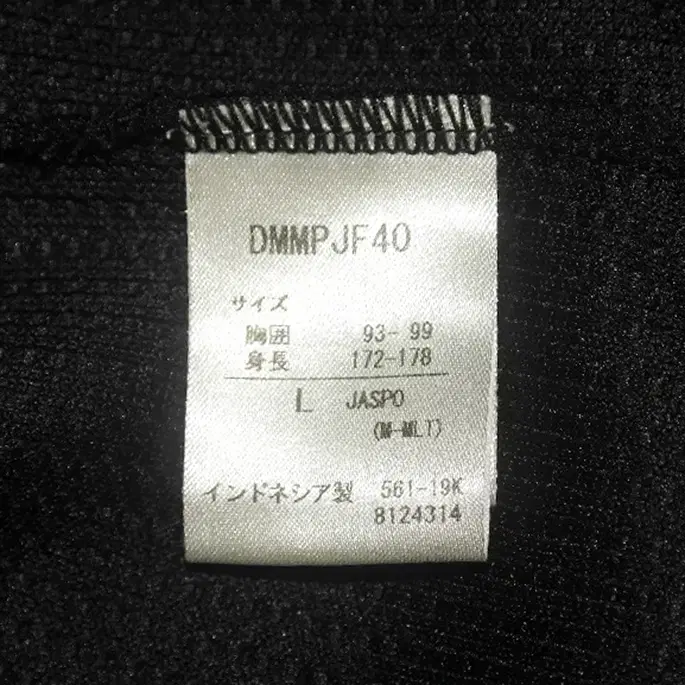 DMMPJF40
サイズ
胸囲 93-99
身長 172-178
L JASPO
(M-MLT)
インドネシア製 561-19K
8124314